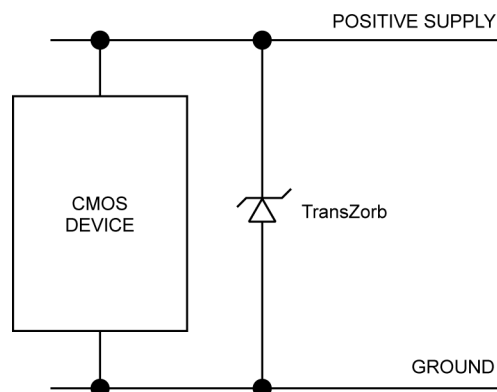 POSITIVE SUPPLY
CMOS
DEVICE
TransZorb
GROUND